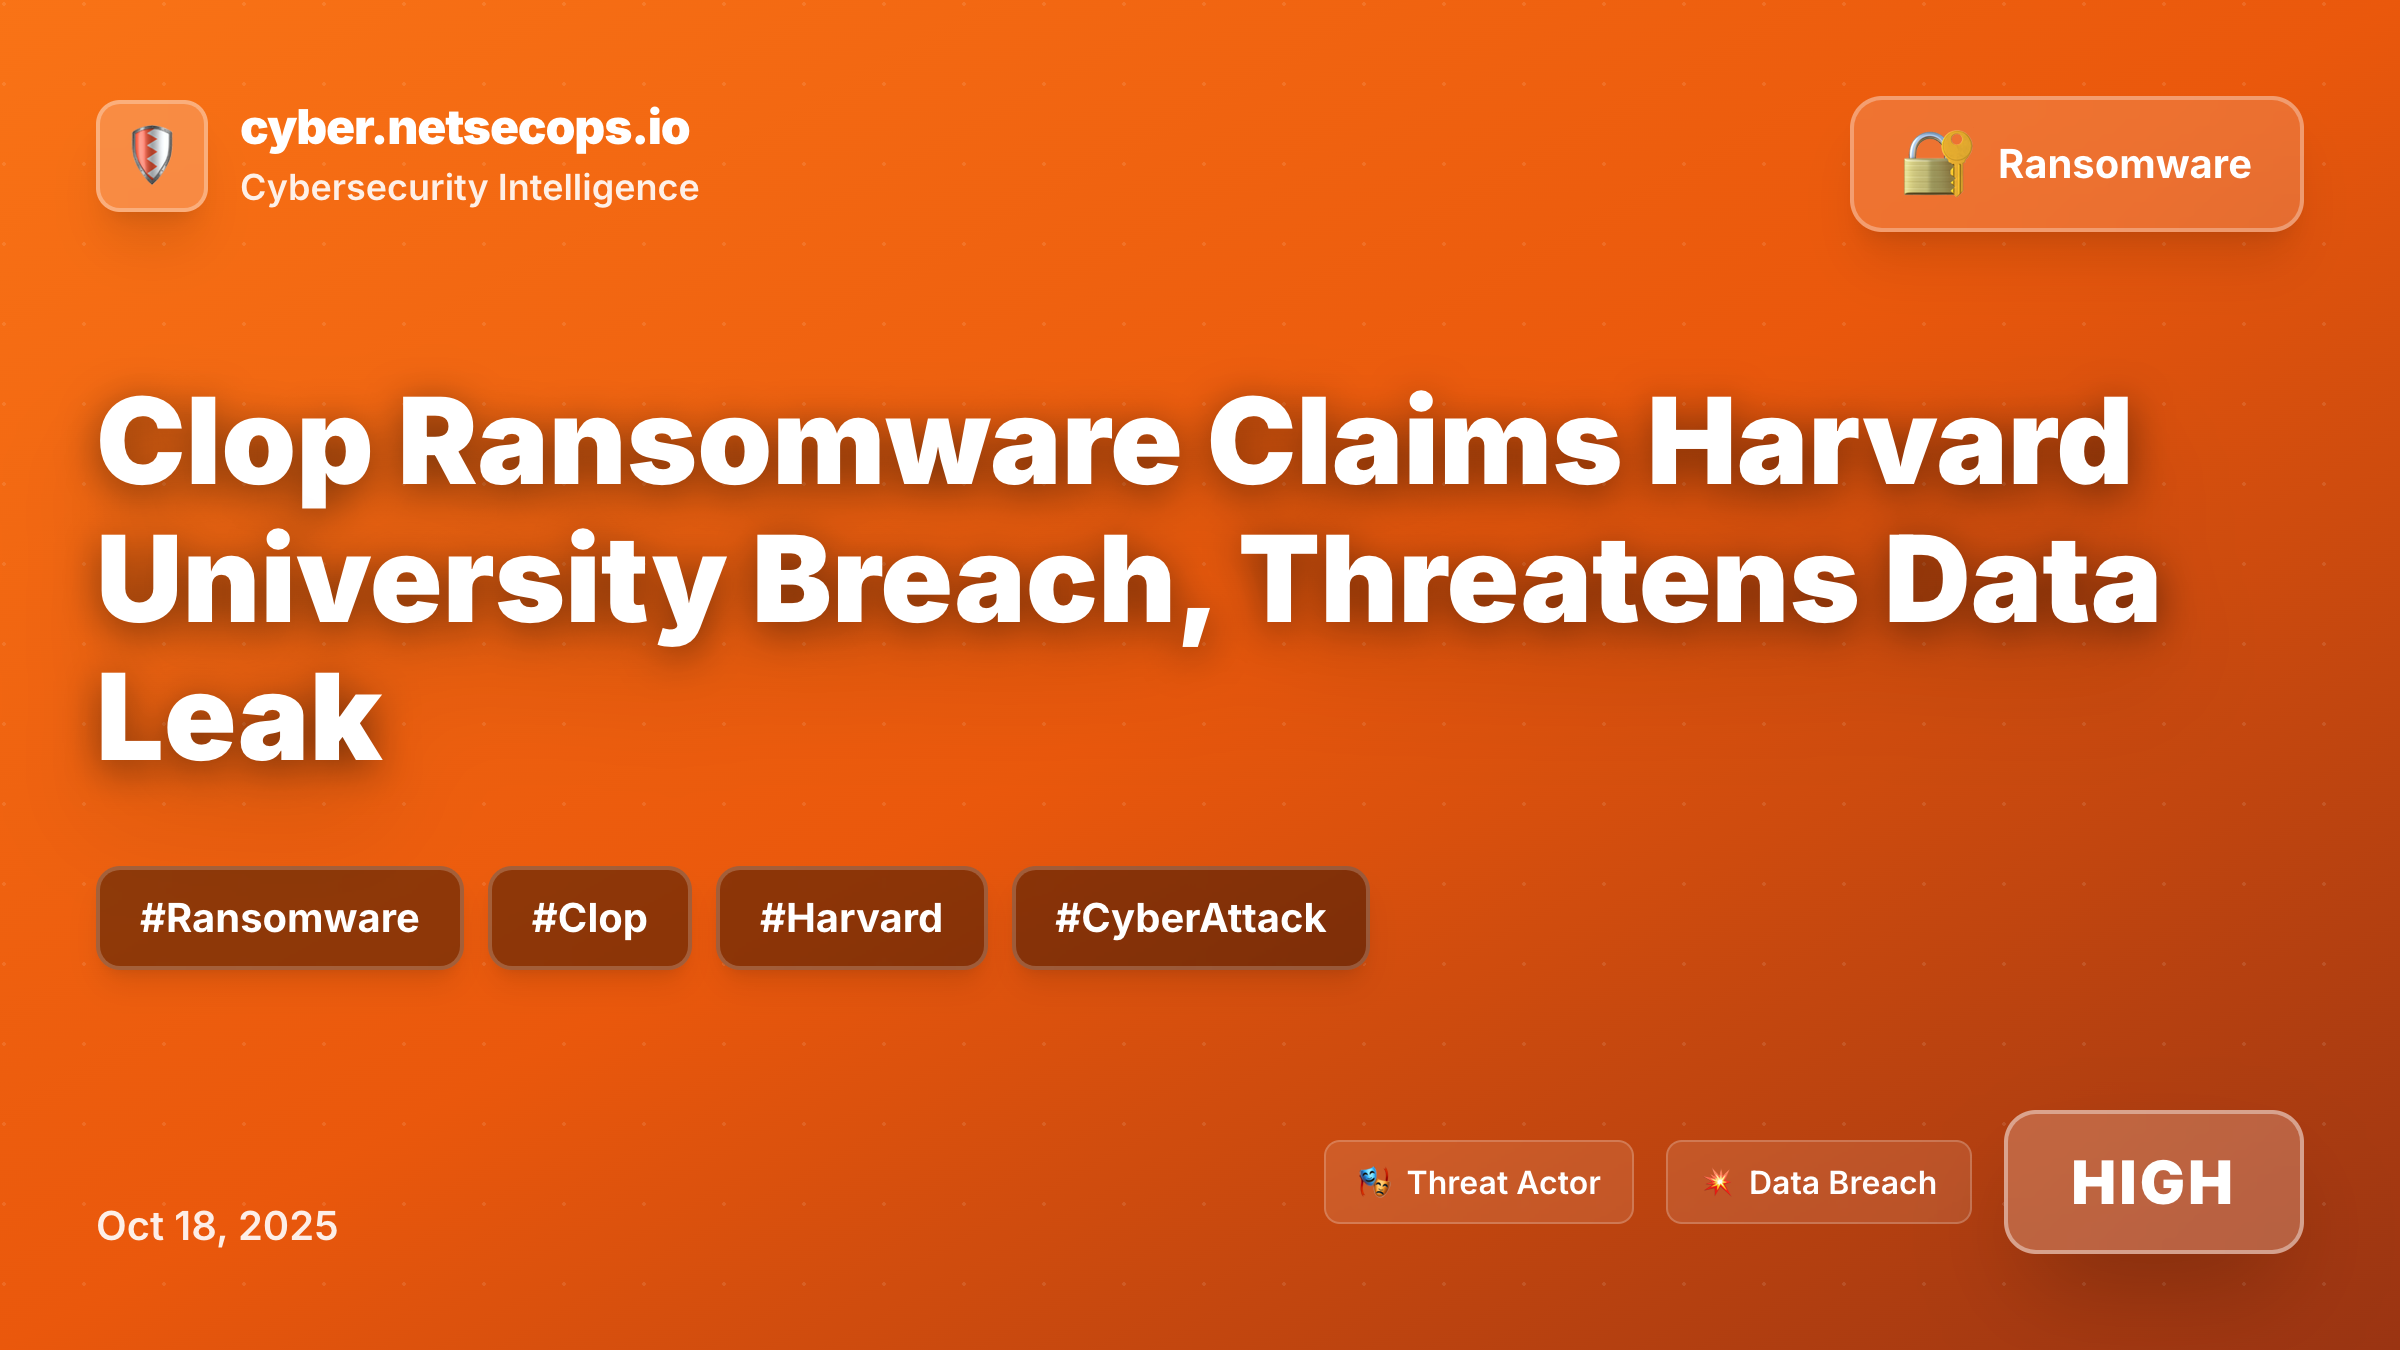 cyber.netsecops.io
Cybersecurity Intelligence
Ransomware
Clop Ransomware Claims Harvard
University Breach, Threatens Data
Leak
#Ransomware #Clop #Harvard #CyberAttack
Oct 18, 2025
Threat Actor
Data Breach
HIGH